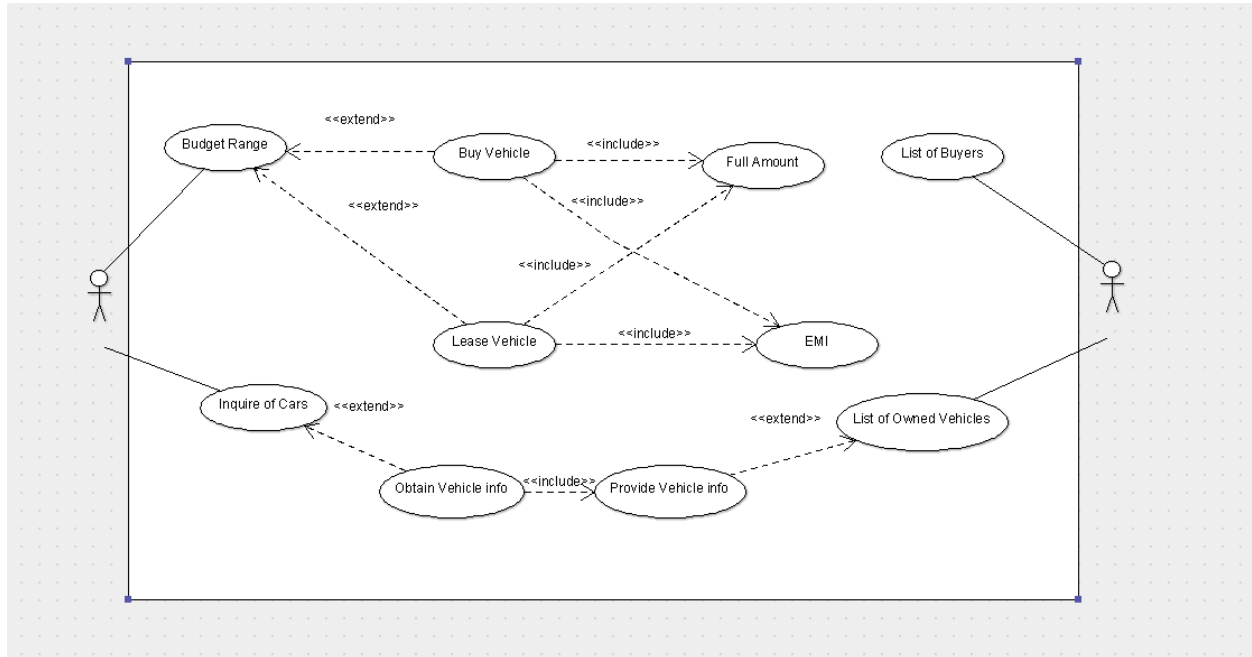 <<extend>>
Budget Range
Buy Vehicle
<<include>>
Full Amount
List of Buyers
<<extend>>
<<include>>
<<include>>
Lease Vehicle
<<include>>
EMI
Inquire of Cars
<<extend>>
<<extend>>
List of Owned Vehicles
Obtain Vehicle info
<<include>>
Provide Vehicle info